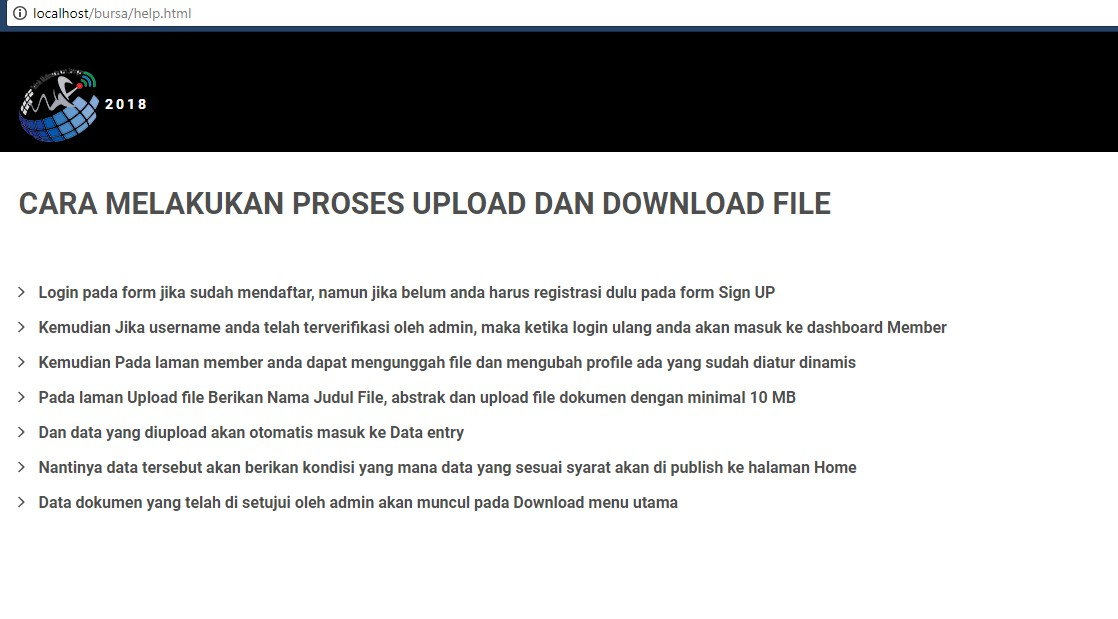 localhost/bursa/help.html
2018
CARA MELAKUKAN PROSES UPLOAD DAN DOWNLOAD FILE
Login pada form jika sudah mendaftar, namun jika belum anda harus registrasi dulu pada form Sign UP
Kemudian Jika username anda telah terverifikasi oleh admin, maka ketika login ulang anda akan masuk ke dashboard Member
Kemudian Pada laman member anda dapat mengunggah file dan mengubah profile ada yang sudah diatur dinamis
Pada laman Upload file Berikan Nama Judul File, abstrak dan upload file dokumen dengan minimal 10 MB
Dan data yang diupload akan otomatis masuk ke Data entry
Nantinya data tersebut akan berikan kondisi yang mana data yang sesuai syarat akan di publish ke halaman Home
Data dokumen yang telah di setujui oleh admin akan muncul pada Download menu utama